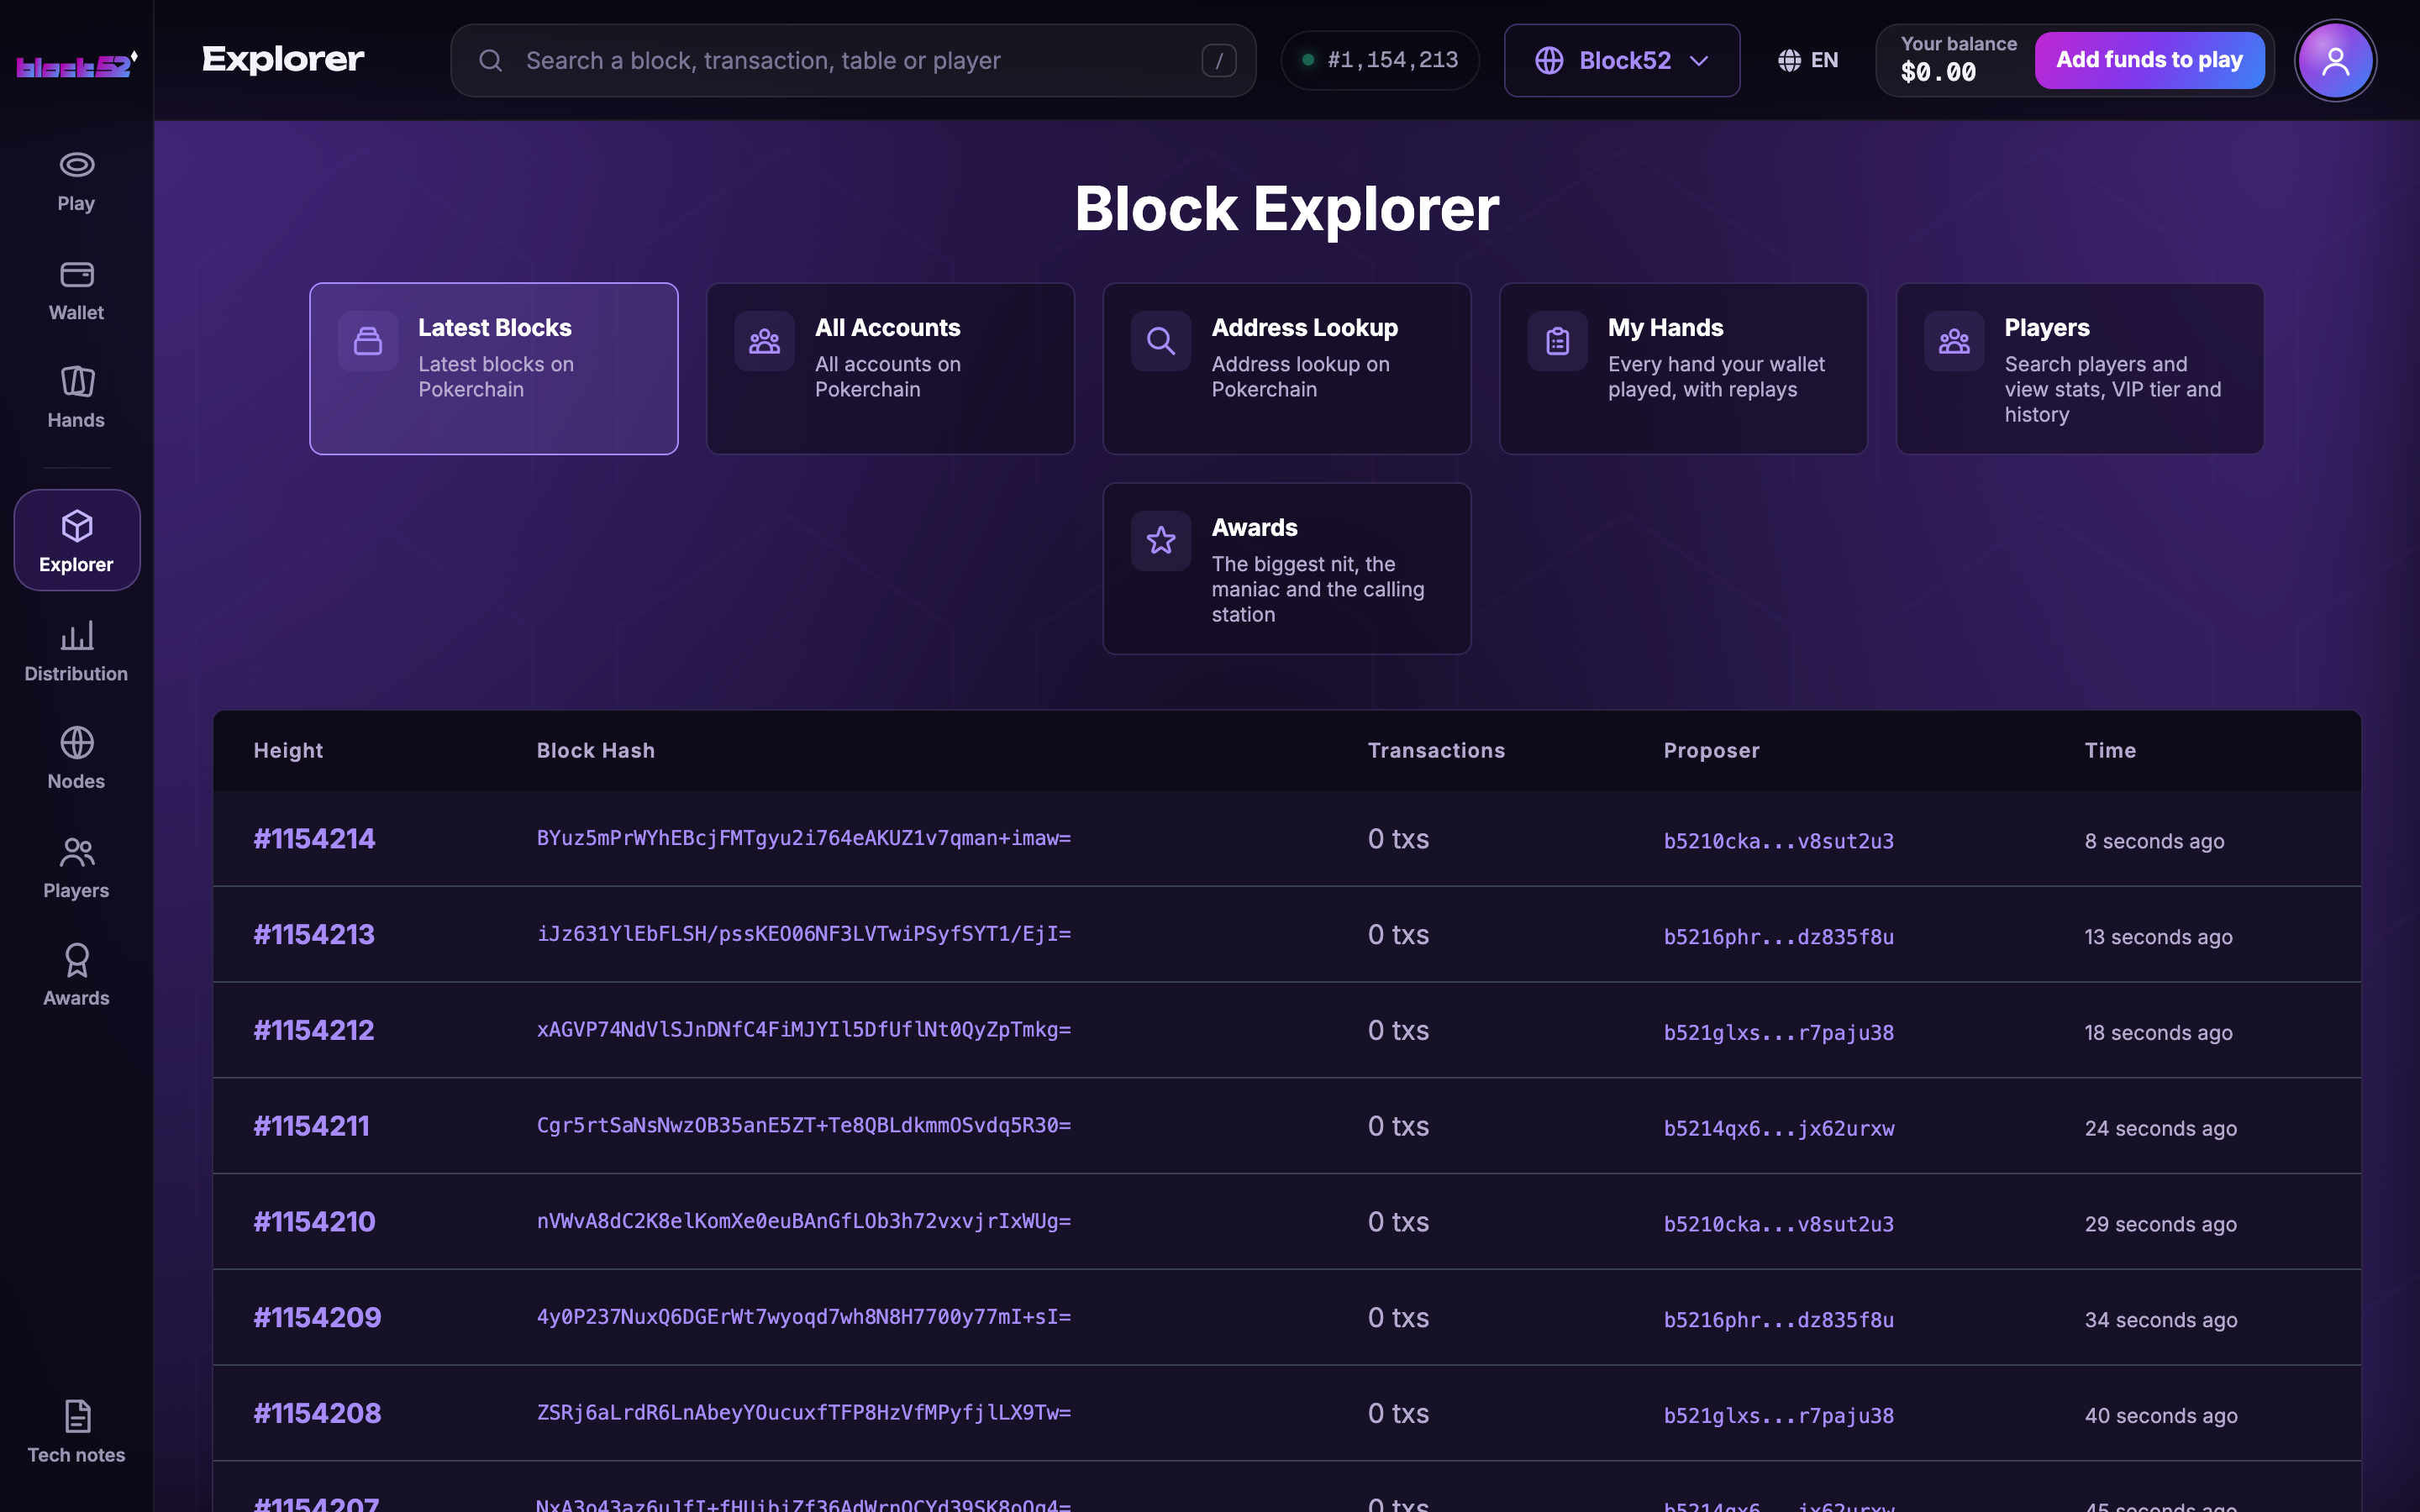 block52
Explorer
Search a block, transaction, table or player
/
#1,154,213
Block52
EN
Your balance
$0.00
Add funds to play
Play
Wallet
Hands
Explorer
Distribution
Nodes
Players
Awards
Tech notes
Block Explorer
Latest Blocks
Latest blocks on
Pokerchain
All Accounts
All accounts on
Pokerchain
Address Lookup
Address lookup on
Pokerchain
My Hands
Every hand your wallet
played, with replays
Players
Search players and
view stats, VIP tier and
history
Awards
The biggest nit, the
maniac and the calling
station
Height Block Hash Transactions Proposer Time
#1154214 BYuz5mPrWYhEBcjFMTgyu2i764eAKUZ1v7qman+imaw= 0 txs b5210cka...v8sut2u3 8 seconds ago
#1154213 iJz631YlEbFLSH/pssKEO06NF3LVTwiPSyfSYT1/EjI= 0 txs b5216phr...dz835f8u 13 seconds ago
#1154212 xAGVP74NdVlSJnDNfC4FiMJYIl5DfUflNt0QyZpTmkg= 0 txs b521glxs...r7paju38 18 seconds ago
#1154211 Cgr5rtSaNsNwzOB35anE5ZT+Te8QBLdkmmOSvdq5R30= 0 txs b5214qx6...jx62urxw 24 seconds ago
#1154210 nVWvA8dC2K8elKomXe0euBAnGfLOb3h72vxvjrIxWUg= 0 txs b5210cka...v8sut2u3 29 seconds ago
#1154209 4y0P237NuxQ6DGErWt7wyoqd7wh8N8H7700y77mI+sI= 0 txs b5216phr...dz835f8u 34 seconds ago
#1154208 ZSRj6aLrdR6LnAbeyYOucuxfTFP8HzVfMPyfjlLX9Tw= 0 txs b521glxs...r7paju38 40 seconds ago
#1154207 0 txs b5214qx6...jx62urxw 45 seconds ago